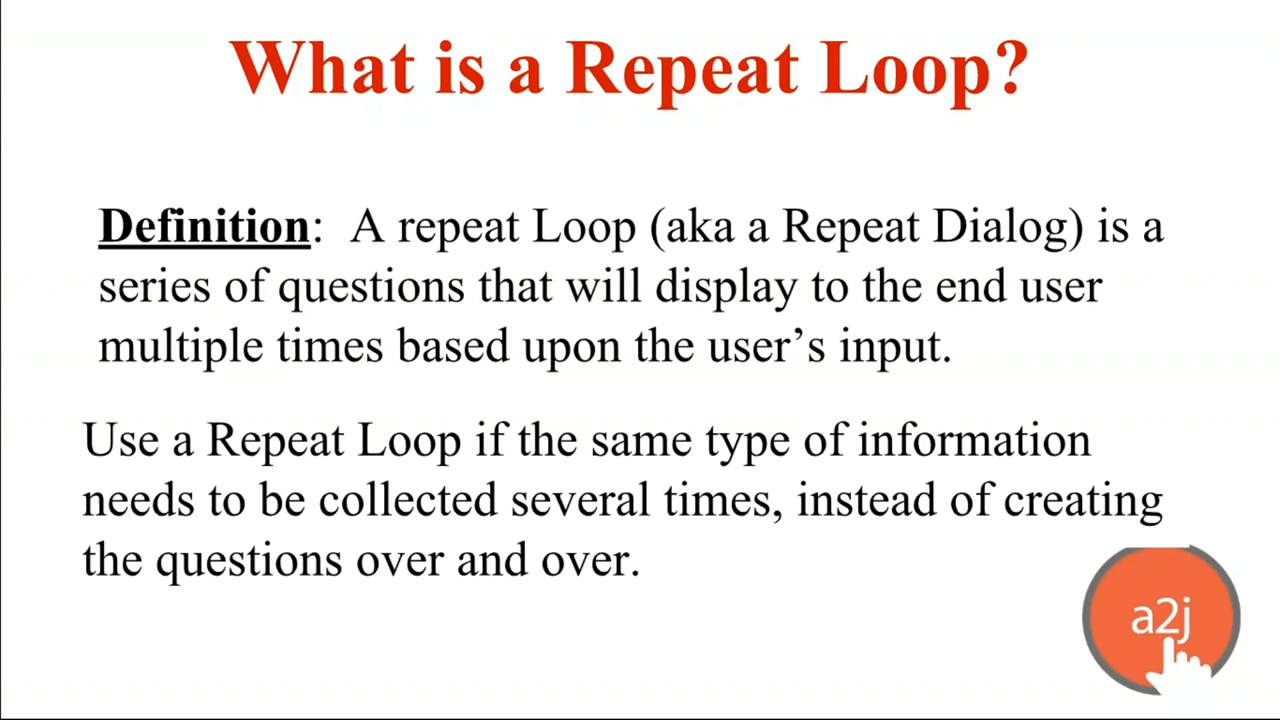 What is a Repeat Loop?
Definition: A repeat Loop (aka a Repeat Dialog) is a
series of questions that will display to the end user
multiple times based upon the user’s input.
Use a Repeat Loop if the same type of information
needs to be collected several times, instead of creating
the questions over and over.
a2j